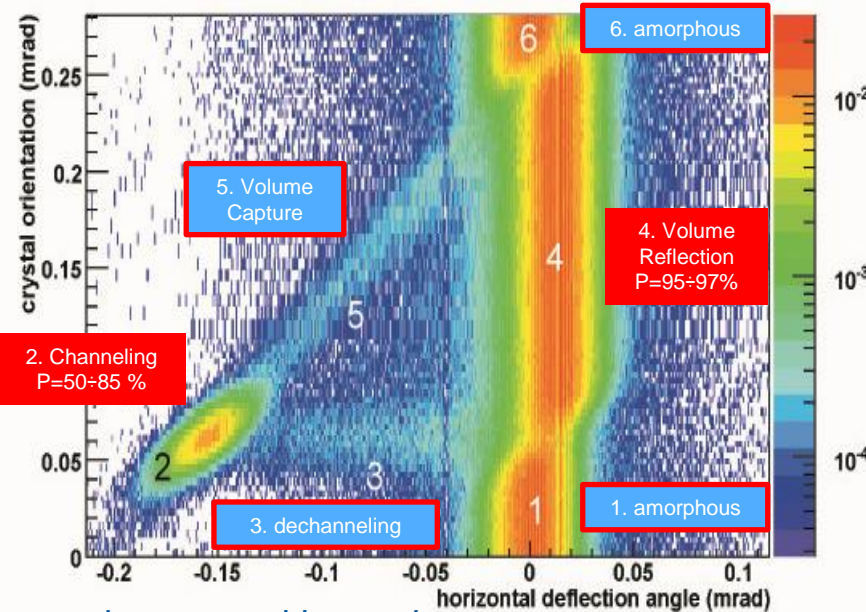 crystal orientation (mrad)
0.25
0.2
0.15
0.05
0
6
6. amorphous
10-2
5. Volume
Capture
4
4. Volume
Reflection
P=95÷97%
10-3
5
2. Channeling
P=50÷85 %
2
3
3. dechanneling
1
1. amorphous
10-4
-0.2
-0.15
-0.1
-0.05
0
0.05
0.1
horizontal deflection angle (mrad)